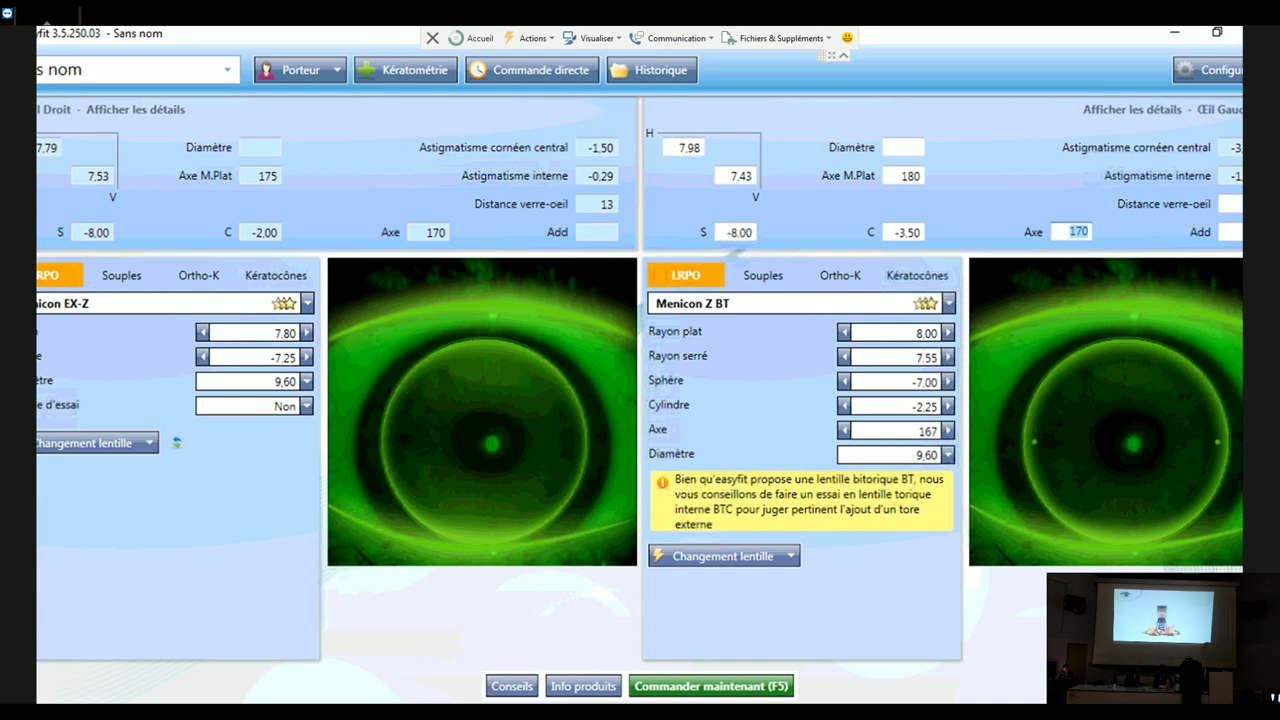 yfit 3.5.250.03 - Sans nom
Accueil Actions Visualiser Communication Fichiers & Suppléments
s nom Porteur Kératométrie Commande directe Historique Configu
l Droit - Afficher les détails
7.79 Diamètre Astigmatisme cornéen central -1,50
7,53 Axe M.Plat 175 Astigmatisme interne -0,29
V Distance verre-oeil 13
S -8.00 C -2,00 Axe 170 Add
Afficher les détails - Œil Gauc
H 7.98 Diamètre Astigmatisme cornéen central -3,
7,43 Axe M.Plat 180 Astigmatisme interne -1,
V Distance verre-oeil
S -8.00 C -3,50 Axe 170 Add
RPO Souples Ortho-K Kératocônes
nicon EX-Z
7,80
e -7,25
tre 9,60
e d'essai Non
Changement lentille
LRPO Souples Ortho-K Kératocônes
Menicon Z BT
Rayon plat 8.00
Rayon serré 7.55
Sphère -7.00
Cylindre -2.25
Axe 167
Diamètre 9,60
Bien qu'easyfit propose une lentille bitorique BT, nous
vous conseillons de faire un essai en lentille torique
interne BTC pour juger pertinent l'ajout d'un tore
externe
Changement lentille
Conseils Info produits Commander maintenant (F5)